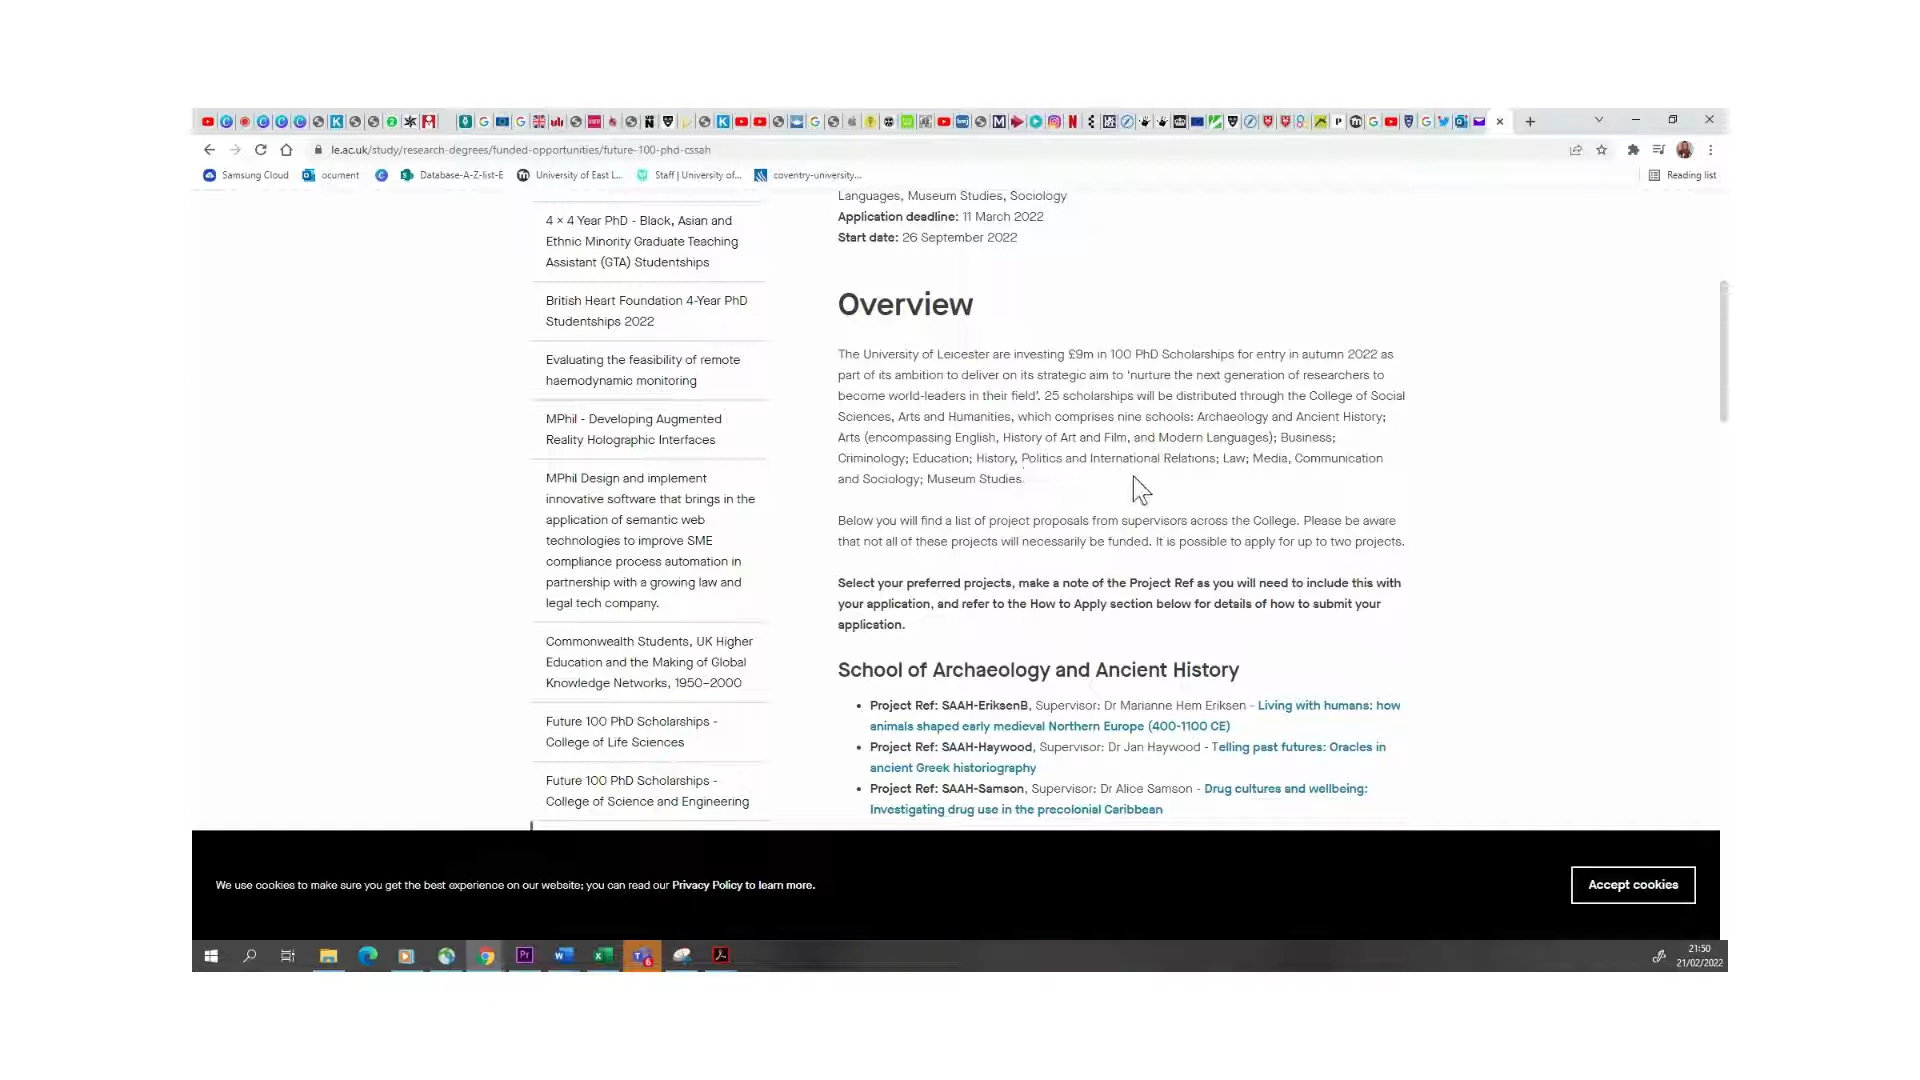 le.ac.uk/study/research-degrees/funded-opportunities/future-100-phd-cssah
Samsung Cloud
ocument
Database-A-Z-list-E
University of East L...
Staff | University of...
coventry-university...
Reading list
4 × 4 Year PhD - Black, Asian and
Ethnic Minority Graduate Teaching
Assistant (GTA) Studentships
British Heart Foundation 4-Year PhD
Studentships 2022
Evaluating the feasibility of remote
haemodynamic monitoring
MPhil - Developing Augmented
Reality Holographic Interfaces
MPhil Design and implement
innovative software that brings in the
application of semantic web
technologies to improve SME
compliance process automation in
partnership with a growing law and
legal tech company.
Commonwealth Students, UK Higher
Education and the Making of Global
Knowledge Networks, 1950–2000
Future 100 PhD Scholarships -
College of Life Sciences
Future 100 PhD Scholarships -
College of Science and Engineering
Languages, Museum Studies, Sociology
Application deadline: 11 March 2022
Start date: 26 September 2022
Overview
The University of Leicester are investing £9m in 100 PhD Scholarships for entry in autumn 2022 as
part of its ambition to deliver on its strategic aim to 'nurture the next generation of researchers to
become world-leaders in their field'. 25 scholarships will be distributed through the College of Social
Sciences, Arts and Humanities, which comprises nine schools: Archaeology and Ancient History;
Arts (encompassing English, History of Art and Film, and Modern Languages); Business;
Criminology; Education; History, Politics and International Relations; Law; Media, Communication
and Sociology; Museum Studies.
Below you will find a list of project proposals from supervisors across the College. Please be aware
that not all of these projects will necessarily be funded. It is possible to apply for up to two projects.
Select your preferred projects, make a note of the Project Ref as you will need to include this with
your application, and refer to the How to Apply section below for details of how to submit your
application.
School of Archaeology and Ancient History
• Project Ref: SAAH-EriksenB, Supervisor: Dr Marianne Hem Eriksen - Living with humans: how
animals shaped early medieval Northern Europe (400-1100 CE)
• Project Ref: SAAH-Haywood, Supervisor: Dr Jan Haywood - Telling past futures: Oracles in
ancient Greek historiography
• Project Ref: SAAH-Samson, Supervisor: Dr Alice Samson - Drug cultures and wellbeing:
Investigating drug use in the precolonial Caribbean
We use cookies to make sure you get the best experience on our website; you can read our Privacy Policy to learn more.
Accept cookies
21:50
21/02/2022